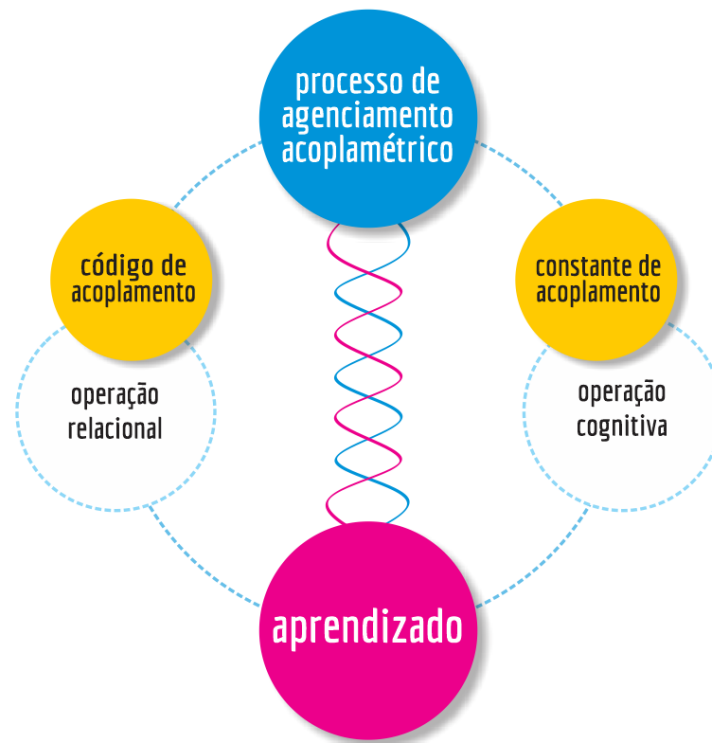 processo de
agenciamento
acoplamétrico
código de
acoplamento
constante de
acoplamento
operação
relacional
operação
cognitiva
aprendizado